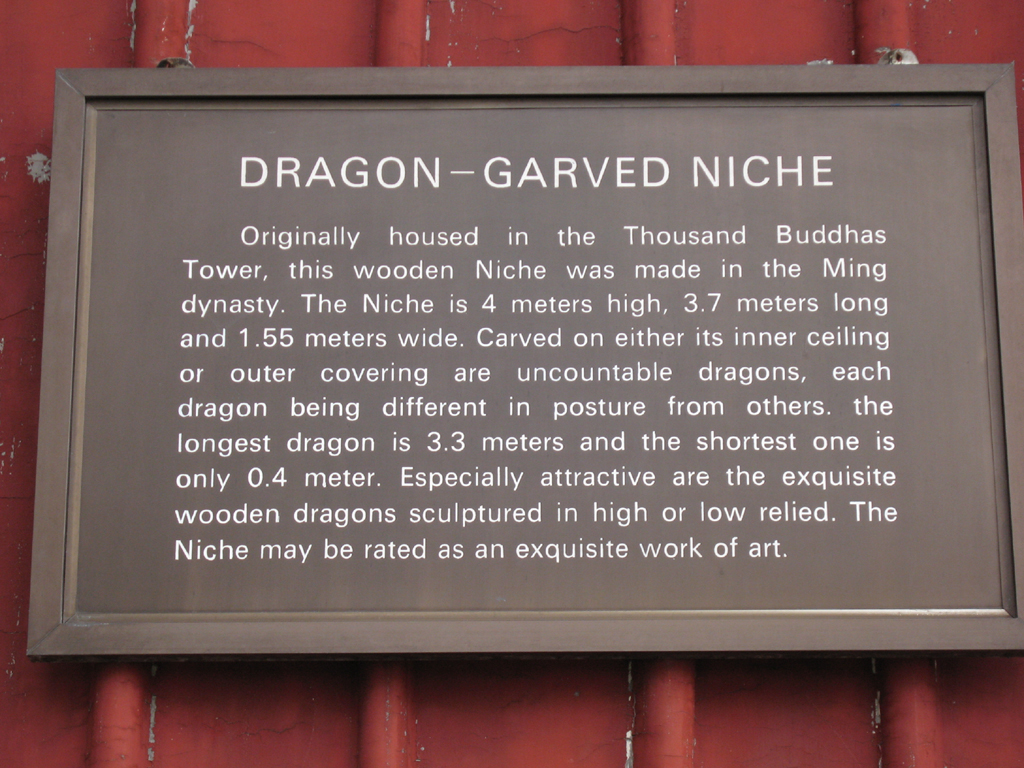 DRAGON–GARVED NICHE
Originally housed in the Thousand Buddhas
Tower, this wooden Niche was made in the Ming
dynasty. The Niche is 4 meters high, 3.7 meters long
and 1.55 meters wide. Carved on either its inner ceiling
or outer covering are uncountable dragons, each
dragon being different in posture from others. the
longest dragon is 3.3 meters and the shortest one is
only 0.4 meter. Especially attractive are the exquisite
wooden dragons sculptured in high or low relied. The
Niche may be rated as an exquisite work of art.